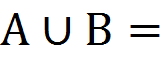 A ∪ B =